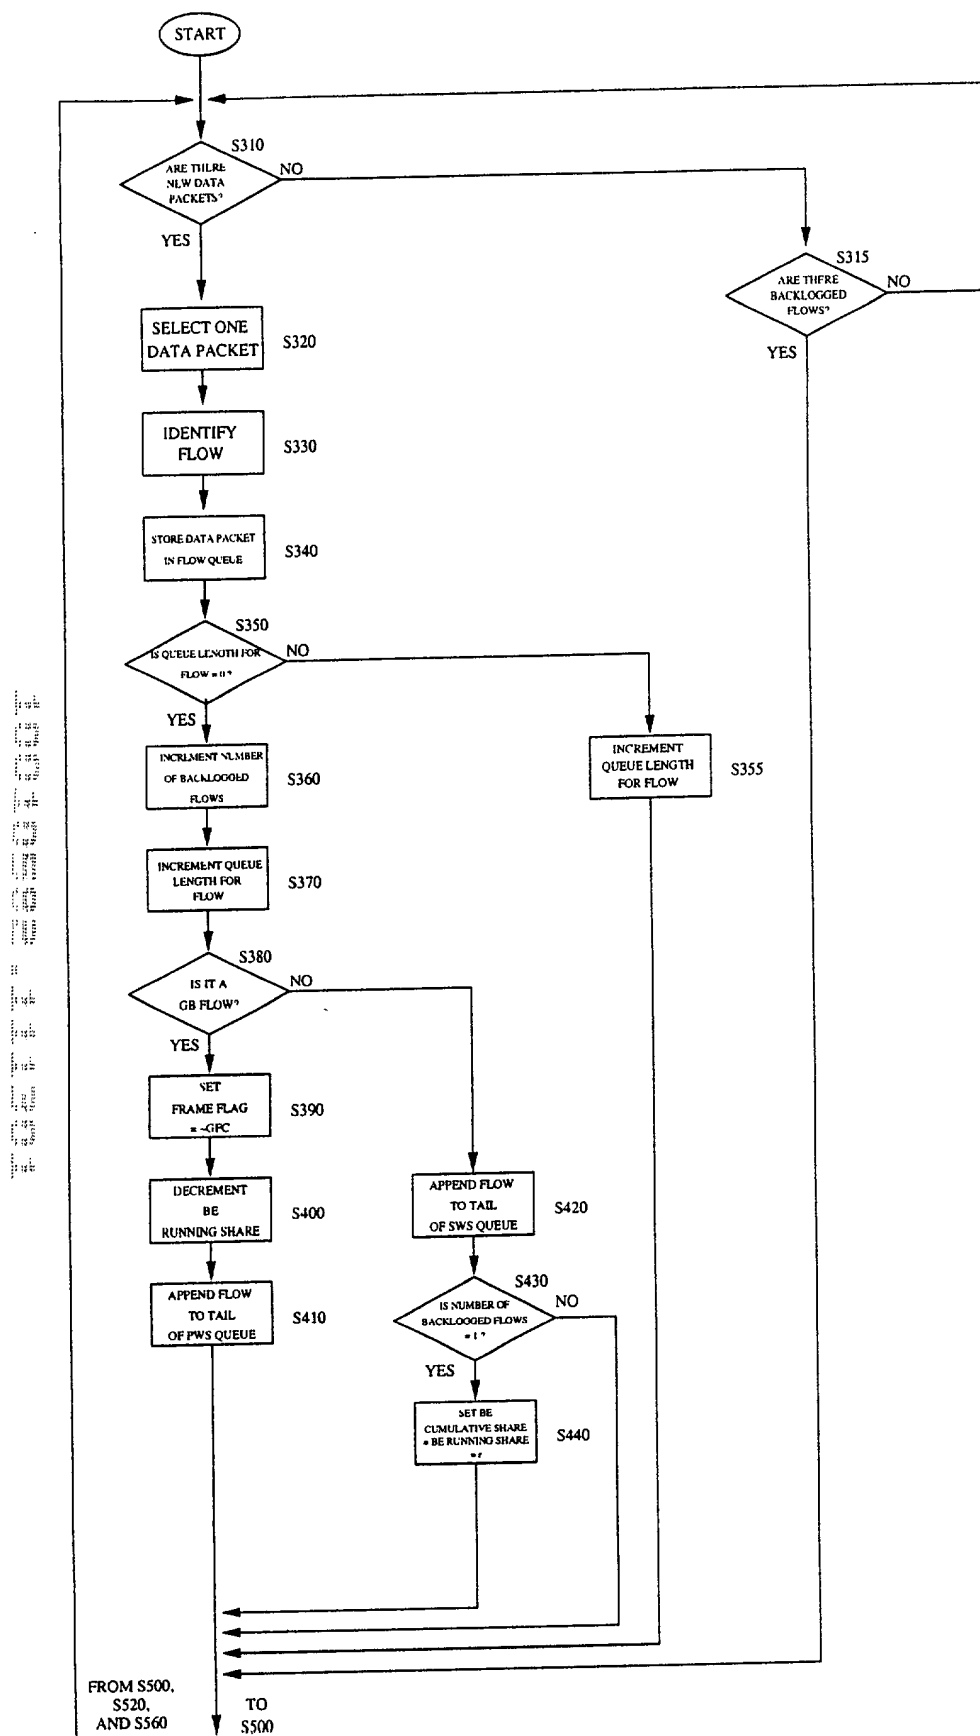 START
S310
ARE THERE
NEW DATA
PACKETS?
NO
YES
S315
ARE THERE
BACKLOGGED
FLOWS?
NO
YES
SELECT ONE
DATA PACKET
S320
IDENTIFY
FLOW
S330
STORE DATA PACKET
IN FLOW QUEUE
S340
S350
IS QUEUE LENGTH FOR
FLOW = 0 ?
NO
YES
INCREMENT NUMBER
OF BACKLOGGED
FLOWS
S360
INCREMENT
QUEUE LENGTH
FOR FLOW
S355
INCREMENT QUEUE
LENGTH FOR
FLOW
S370
S380
IS IT A
GB FLOW?
NO
YES
SET
FRAME FLAG
= ~GFC
S390
DECREMENT
BE
RUNNING SHARE
S400
APPEND FLOW
TO TAIL
OF SWS QUEUE
S420
APPEND FLOW
TO TAIL
OF PWS QUEUE
S410
S430
IS NUMBER OF
BACKLOGGED FLOWS
= 1 ?
NO
YES
SET BE
CUMULATIVE SHARE
= BE RUNNING SHARE
= r
S440
FROM S500,
S520,
AND S560
TO
S500